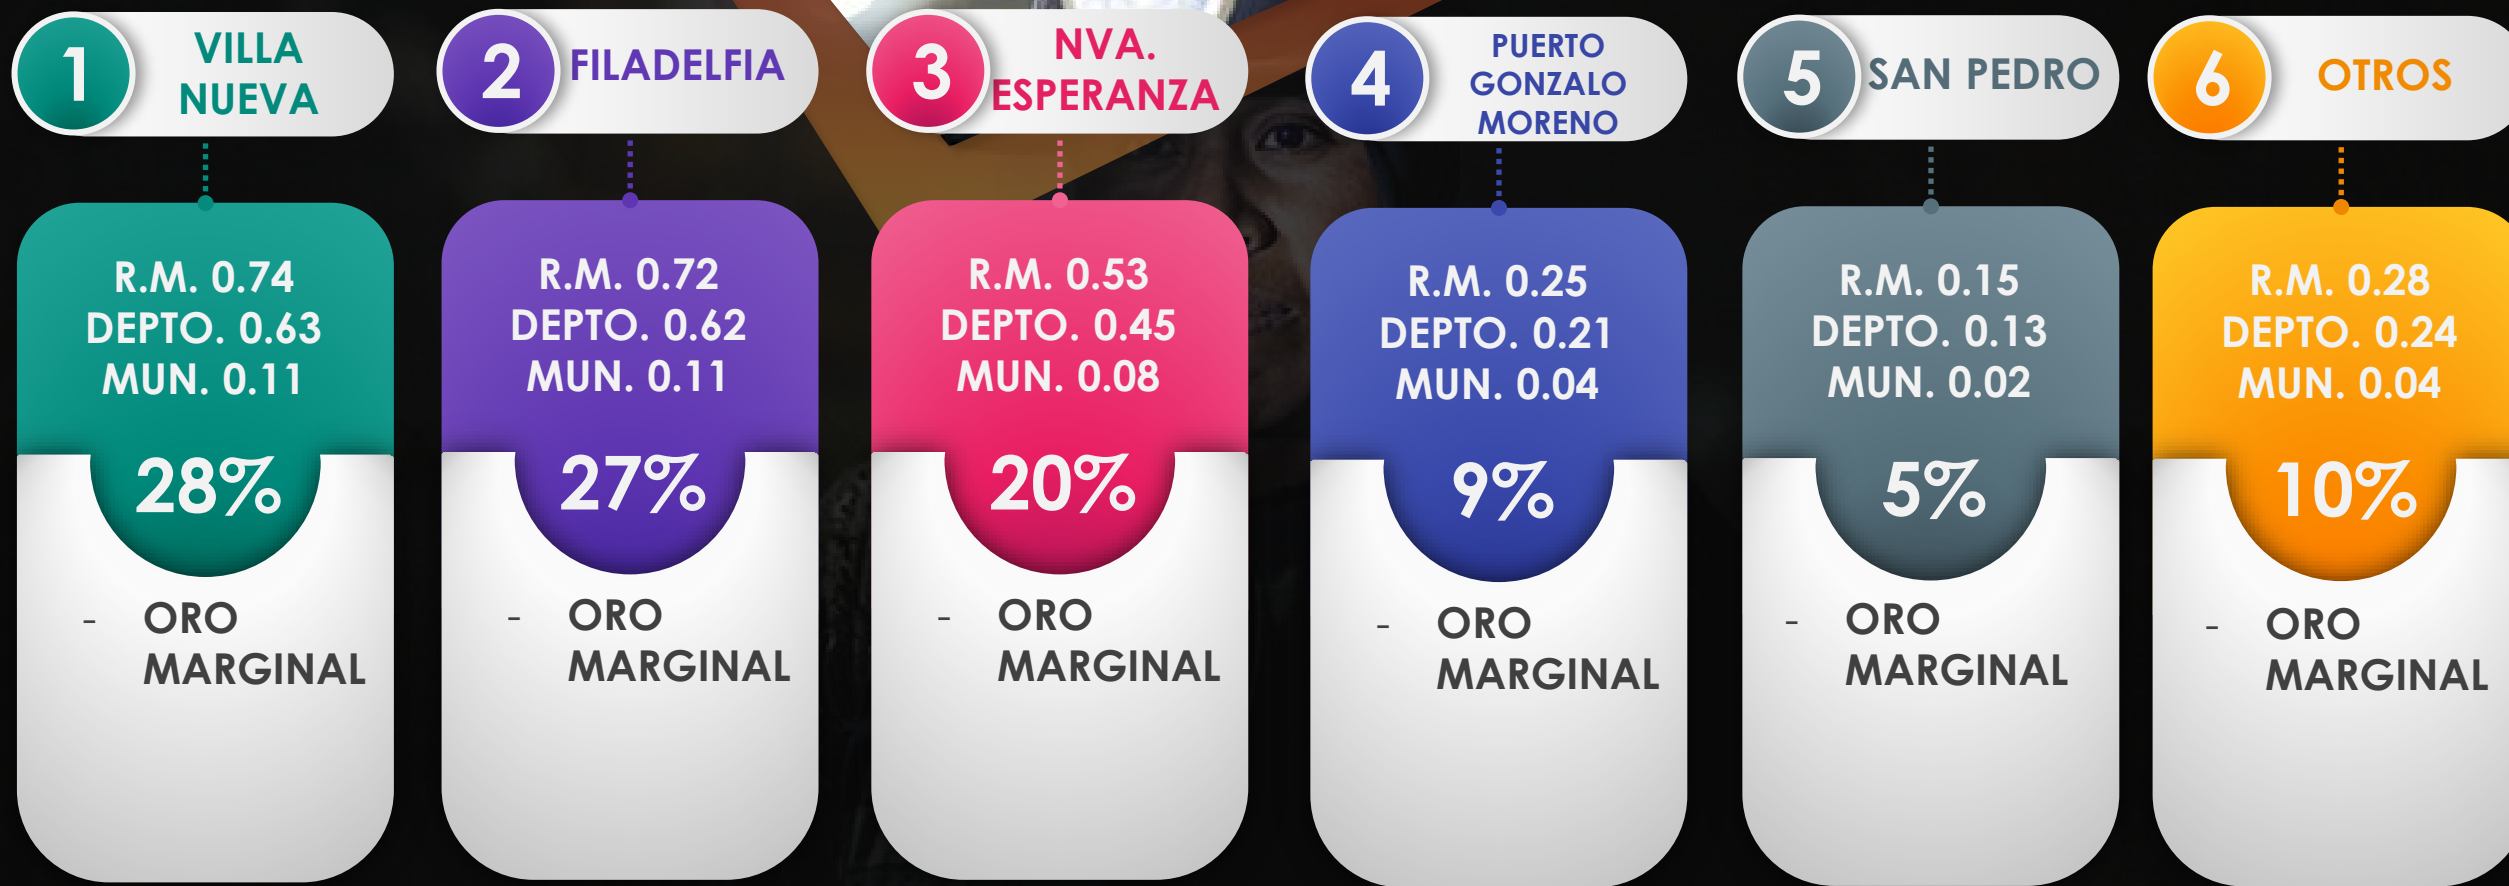 1
VILLA
NUEVA
R.M. 0.74
DEPTO. 0.63
MUN. 0.11
28%
- ORO
MARGINAL
2
FILADELFIA
R.M. 0.72
DEPTO. 0.62
MUN. 0.11
27%
- ORO
MARGINAL
3
NVA.
ESPERANZA
R.M. 0.53
DEPTO. 0.45
MUN. 0.08
20%
- ORO
MARGINAL
4
PUERTO
GONZALO
MORENO
R.M. 0.25
DEPTO. 0.21
MUN. 0.04
9%
- ORO
MARGINAL
5
SAN PEDRO
R.M. 0.15
DEPTO. 0.13
MUN. 0.02
5%
- ORO
MARGINAL
6
OTROS
R.M. 0.28
DEPTO. 0.24
MUN. 0.04
10%
- ORO
MARGINAL